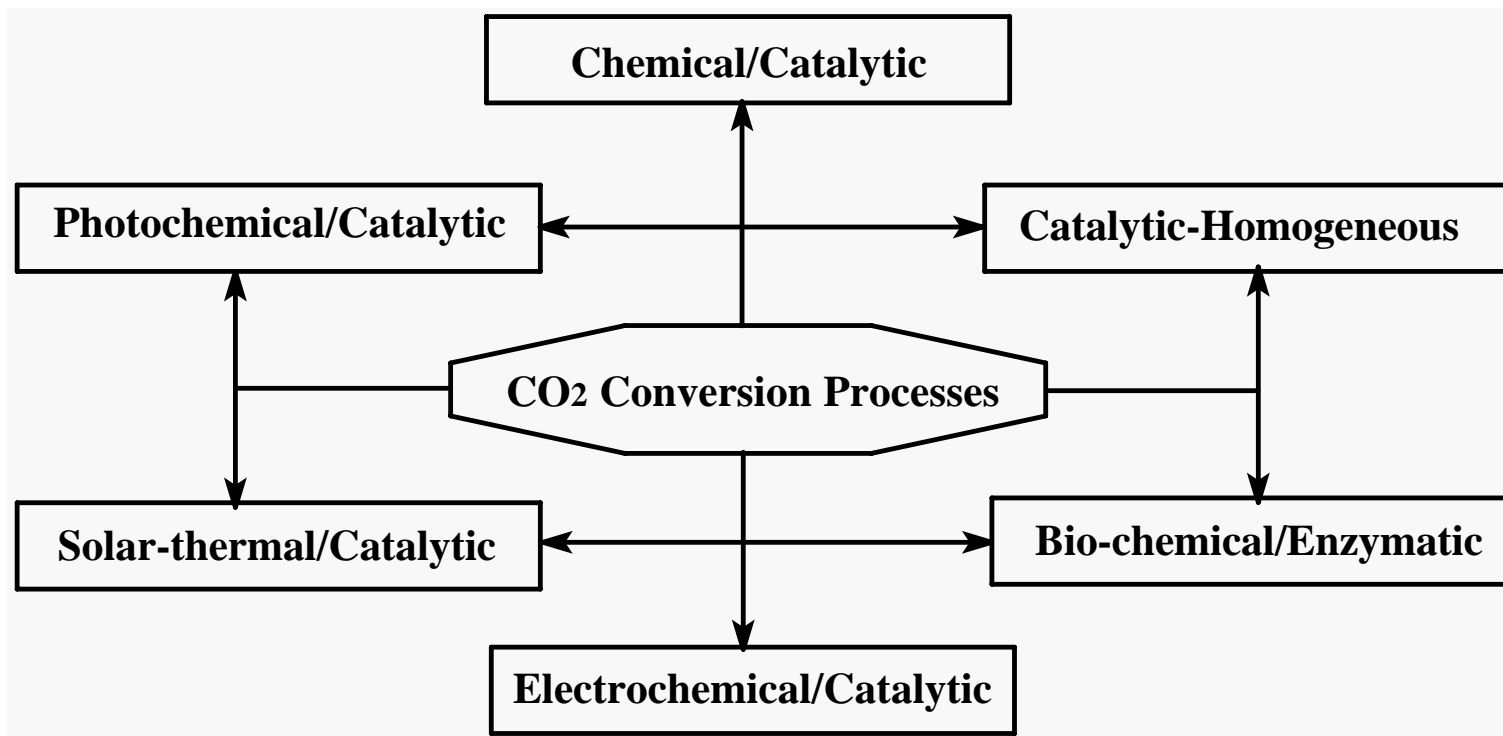 Chemical/Catalytic
Photochemical/Catalytic
Catalytic-Homogeneous
CO2 Conversion Processes
Solar-thermal/Catalytic
Bio-chemical/Enzymatic
Electrochemical/Catalytic